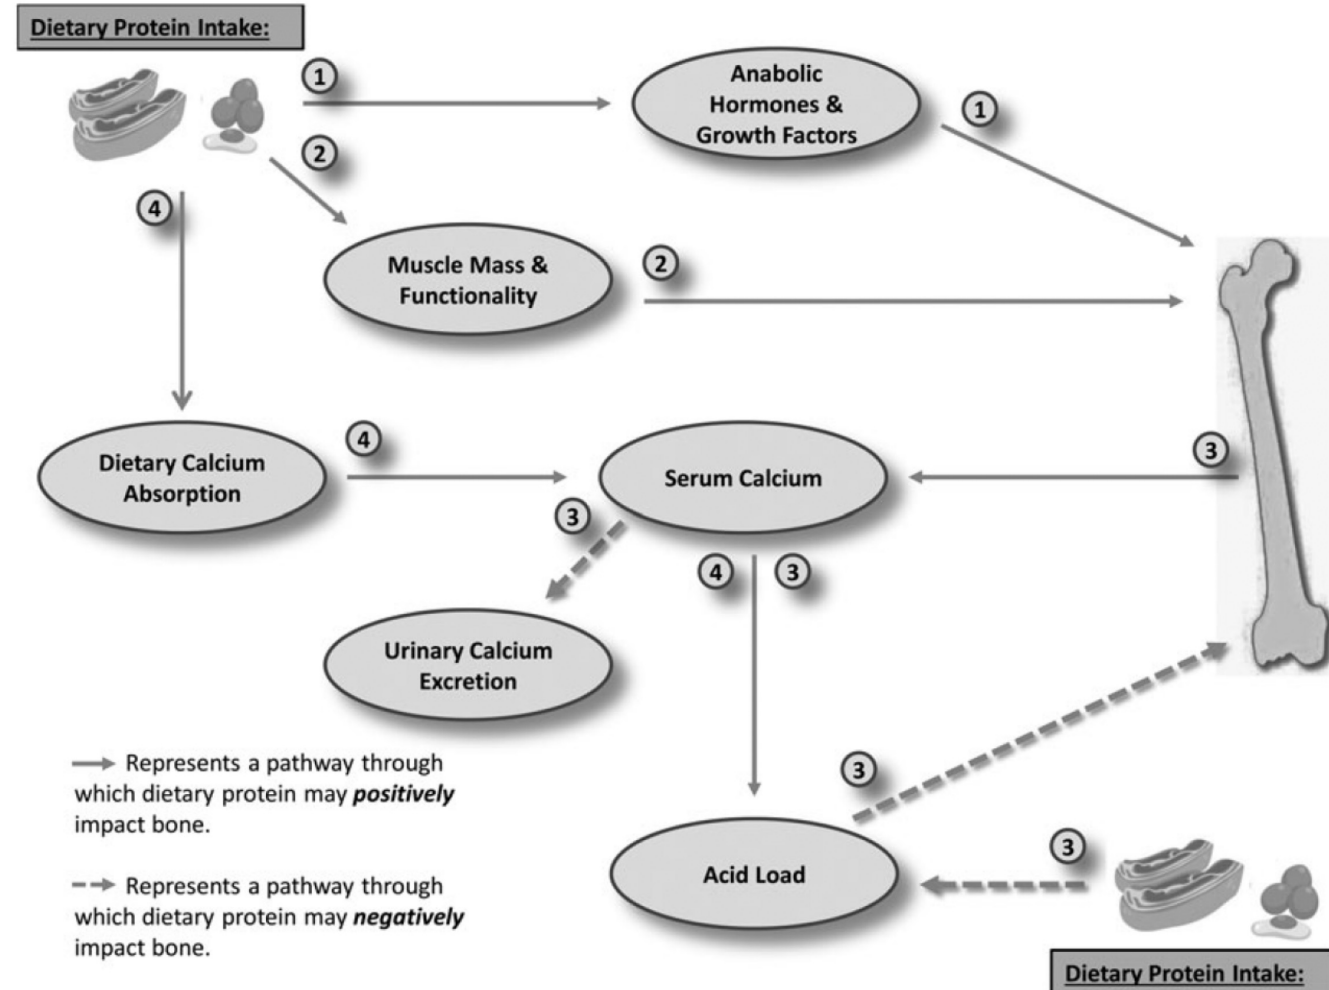 Dietary Protein Intake:
1
Anabolic
Hormones &
Growth Factors
1
2
4
Muscle Mass &
Functionality
2
Dietary Calcium
Absorption
4
Serum Calcium
3
3
4
3
Urinary Calcium
Excretion
Represents a pathway through
which dietary protein may positively
impact bone.
3
Acid Load
3
Represents a pathway through
which dietary protein may negatively
impact bone.
Dietary Protein Intake: